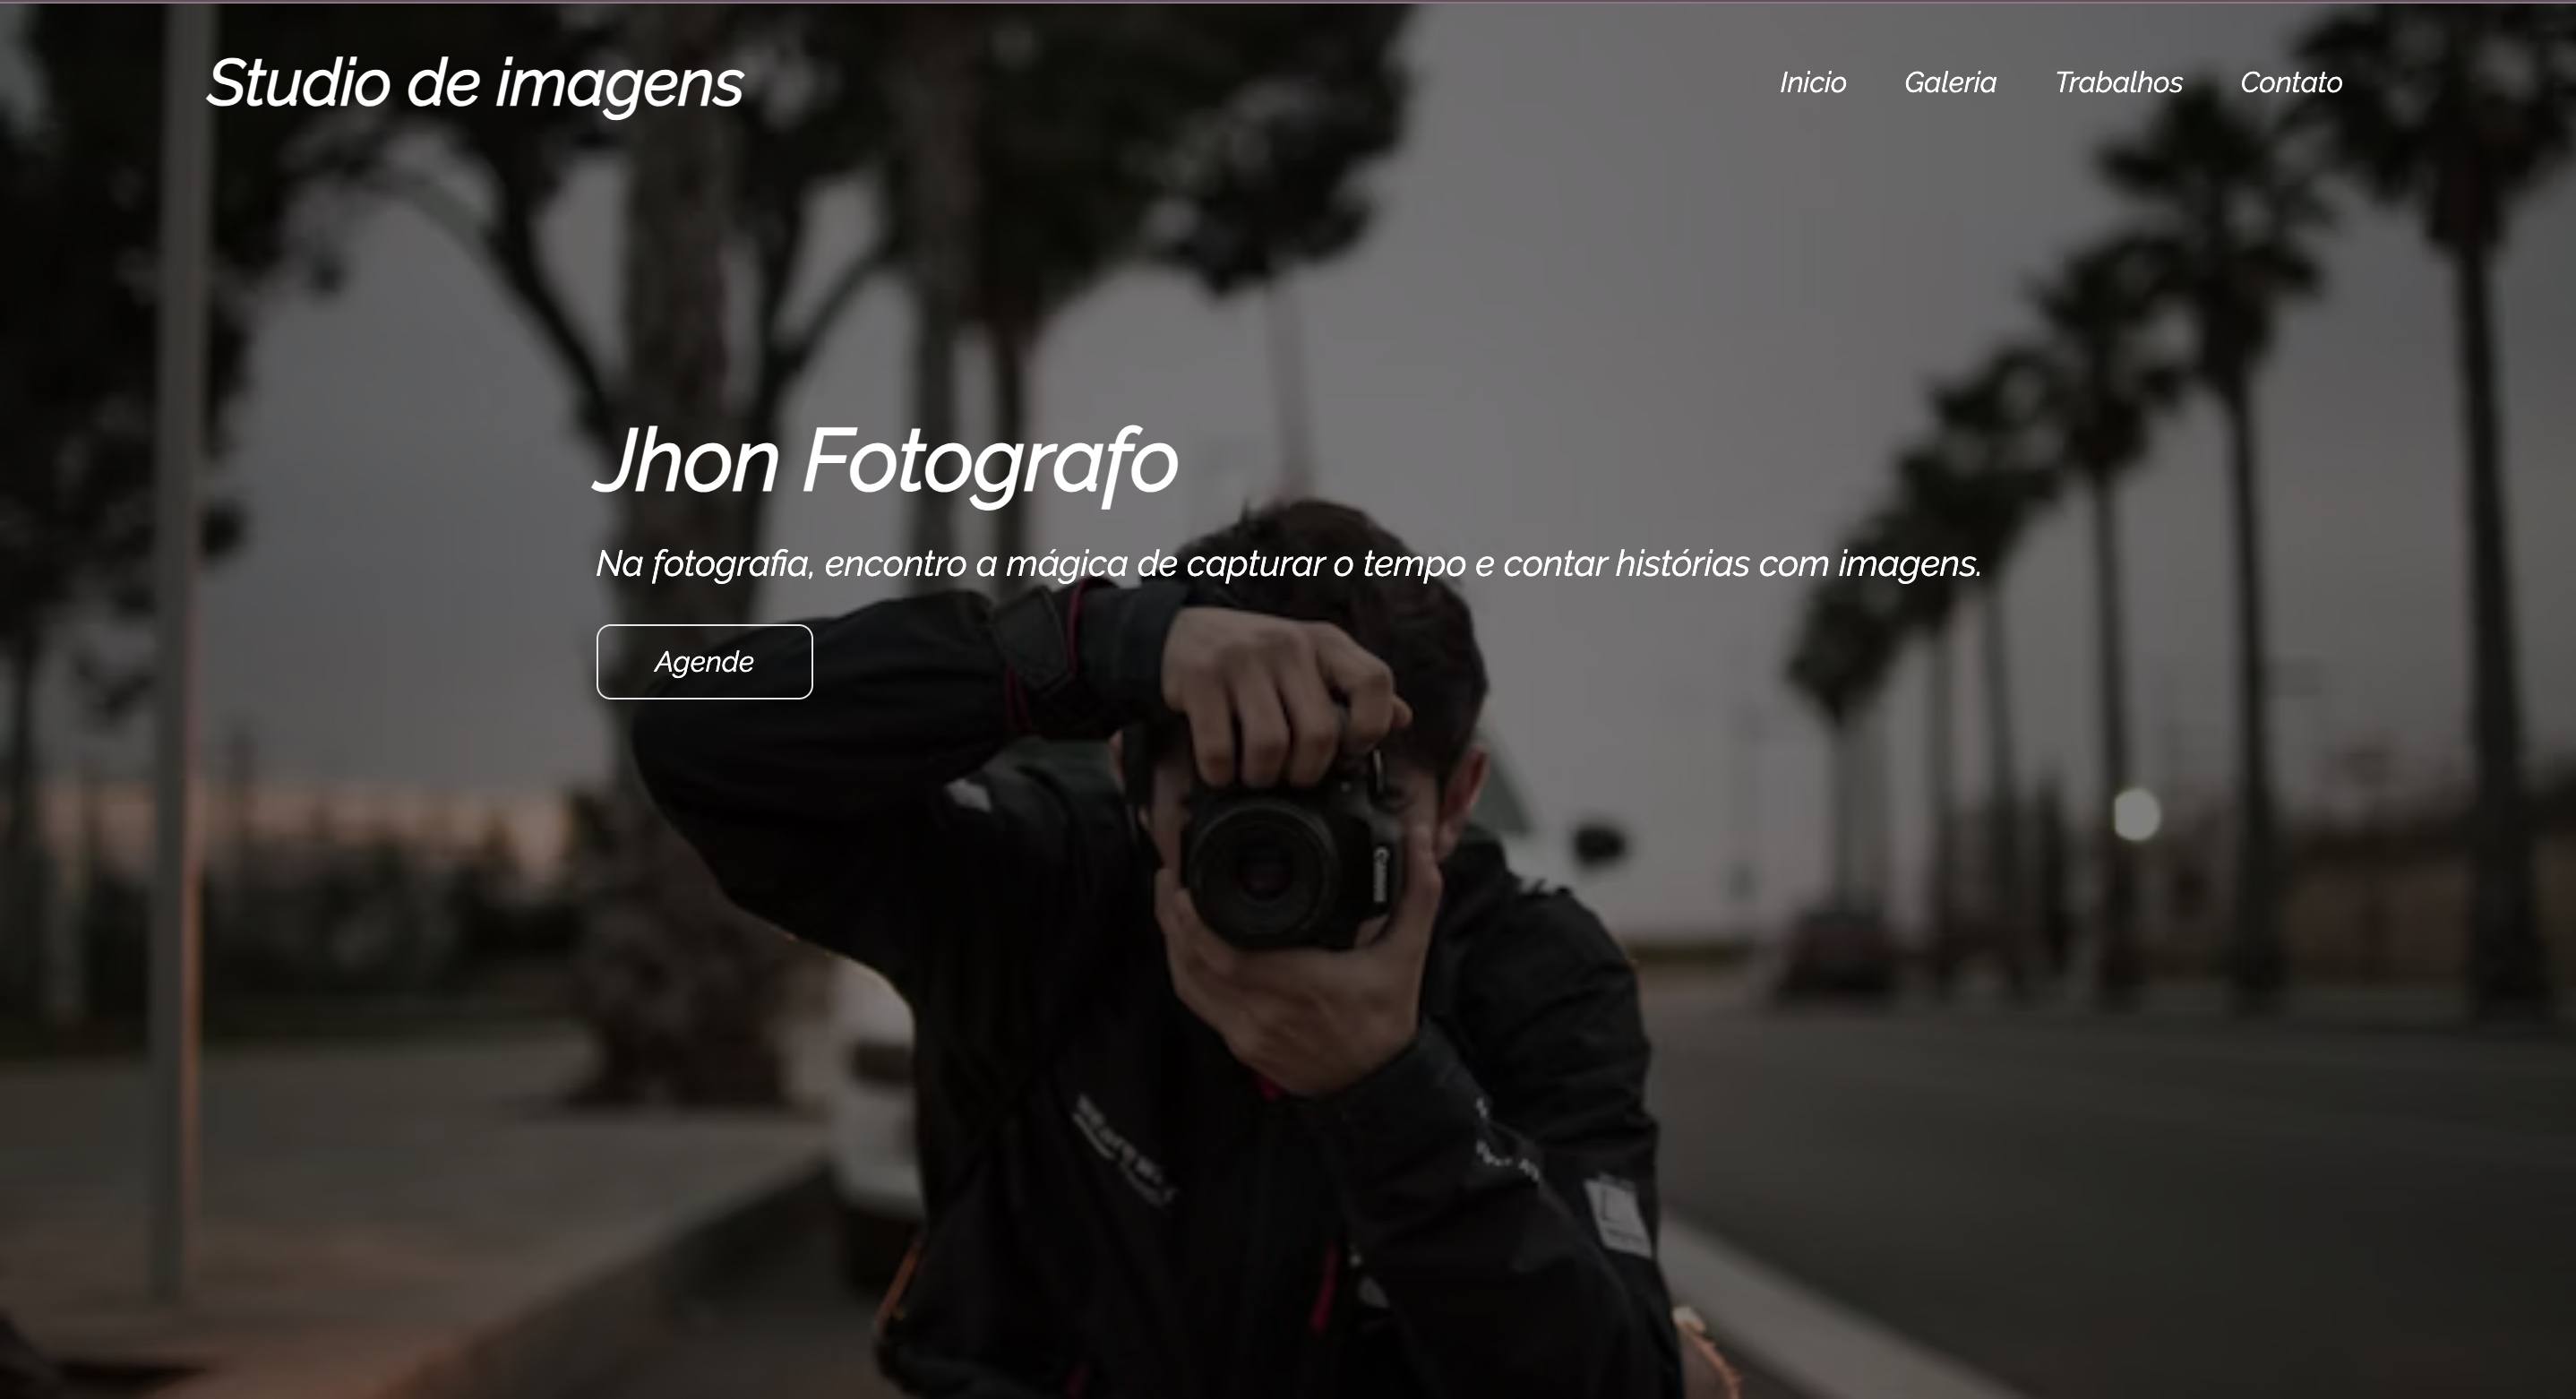 Studio de imagens
Inicio Galeria Trabalhos Contato
Jhon Fotografo
Na fotografia, encontro a mágica de capturar o tempo e contar histórias com imagens.
Agende
Canon